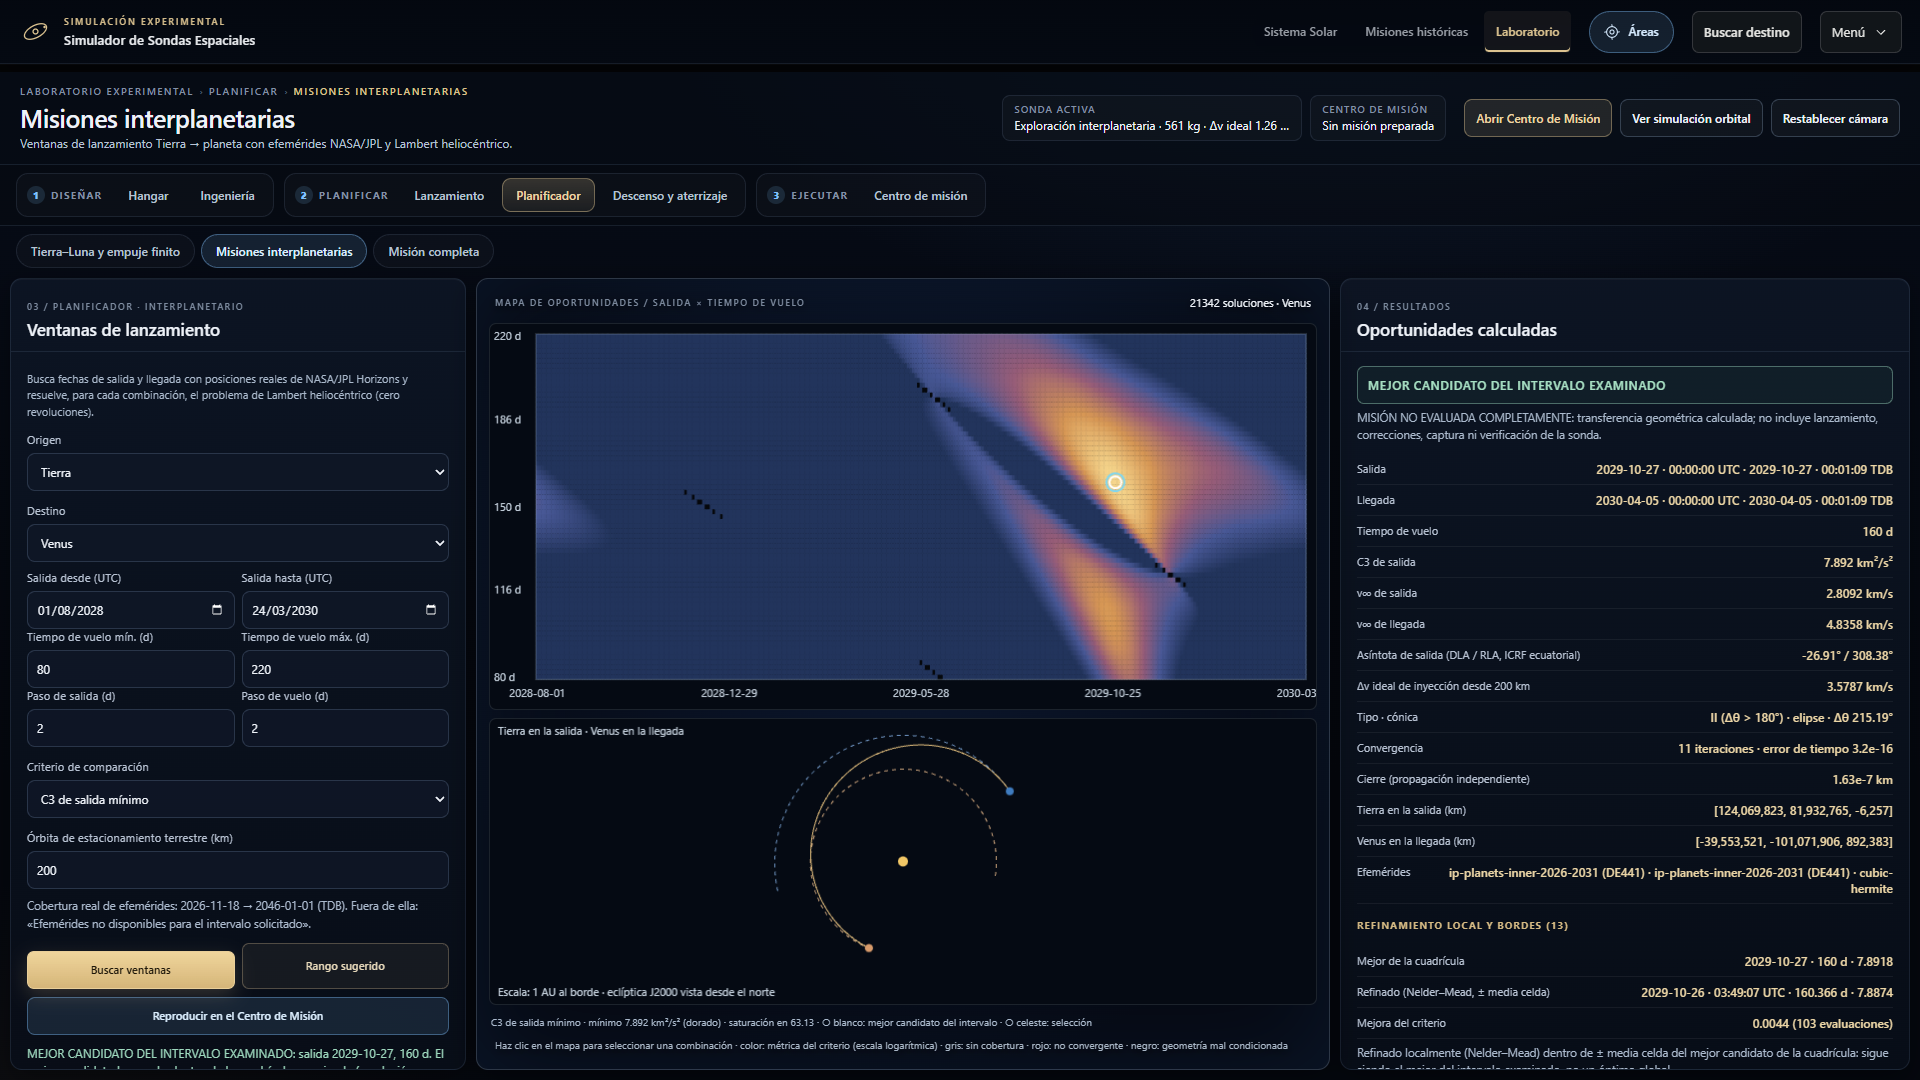 SIMULACIÓN EXPERIMENTAL
Simulador de Sondas Espaciales
Sistema Solar
Misiones históricas
Laboratorio
Áreas
Buscar destino
Menú
LABORATORIO EXPERIMENTAL › PLANIFICAR › MISIONES INTERPLANETARIAS
Misiones interplanetarias
Ventanas de lanzamiento Tierra → planeta con efemérides NASA/JPL y Lambert heliocéntrico.
SONDA ACTIVA
Exploración interplanetaria · 561 kg · Δv ideal 1.26 ...
CENTRO DE MISIÓN
Sin misión preparada
Abrir Centro de Misión
Ver simulación orbital
Restablecer cámara
1 DISEÑAR
Hangar
Ingeniería
2 PLANIFICAR
Lanzamiento
Planificador
Descenso y aterrizaje
3 EJECUTAR
Centro de misión
Tierra–Luna y empuje finito
Misiones interplanetarias
Misión completa
03 / PLANIFICADOR · INTERPLANETARIO
Ventanas de lanzamiento
Busca fechas de salida y llegada con posiciones reales de NASA/JPL Horizons y
resuelve, para cada combinación, el problema de Lambert heliocéntrico (cero
revoluciones).
Origen
Tierra
Destino
Venus
Salida desde (UTC)
Salida hasta (UTC)
01/08/2028
24/03/2030
Tiempo de vuelo mín. (d)
Tiempo de vuelo máx. (d)
80
220
Paso de salida (d)
Paso de vuelo (d)
2
2
Criterio de comparación
C3 de salida mínimo
Órbita de estacionamiento terrestre (km)
200
Cobertura real de efemérides: 2026-11-18 → 2046-01-01 (TDB). Fuera de ella:
«Efemérides no disponibles para el intervalo solicitado».
Buscar ventanas
Rango sugerido
Reproducir en el Centro de Misión
MEJOR CANDIDATO DEL INTERVALO EXAMINADO: salida 2029-10-27, 160 d. El
MAPA DE OPORTUNIDADES / SALIDA × TIEMPO DE VUELO
21342 soluciones · Venus
220 d
186 d
150 d
116 d
80 d
2028-08-01
2028-12-29
2029-05-28
2029-10-25
2030-03
Tierra en la salida · Venus en la llegada
Escala: 1 AU al borde · eclíptica J2000 vista desde el norte
C3 de salida mínimo · mínimo 7.892 km²/s² (dorado) · saturación en 63.13 · O blanco: mejor candidato del intervalo · O celeste: selección
Haz clic en el mapa para seleccionar una combinación · color: métrica del criterio (escala logarítmica) · gris: sin cobertura · rojo: no convergente · negro: geometría mal condicionada
04 / RESULTADOS
Oportunidades calculadas
MEJOR CANDIDATO DEL INTERVALO EXAMINADO
MISIÓN NO EVALUADA COMPLETAMENTE: transferencia geométrica calculada; no incluye lanzamiento,
correcciones, captura ni verificación de la sonda.
Salida 2029-10-27 · 00:00:00 UTC · 2029-10-27 · 00:01:09 TDB
Llegada 2030-04-05 · 00:00:00 UTC · 2030-04-05 · 00:01:09 TDB
Tiempo de vuelo 160 d
C3 de salida 7.892 km²/s²
v∞ de salida 2.8092 km/s
v∞ de llegada 4.8358 km/s
Asíntota de salida (DLA / RLA, ICRF ecuatorial) -26.91° / 308.38°
Δv ideal de inyección desde 200 km 3.5787 km/s
Tipo · cónica II (Δθ > 180°) · elipse · Δθ 215.19°
Convergencia 11 iteraciones · error de tiempo 3.2e-16
Cierre (propagación independiente) 1.63e-7 km
Tierra en la salida (km) [124,069,823, 81,932,765, -6,257]
Venus en la llegada (km) [-39,553,521, -101,071,906, 892,383]
Efemérides ip-planets-inner-2026-2031 (DE441) · ip-planets-inner-2026-2031 (DE441) · cubic-
hermite
REFINAMIENTO LOCAL Y BORDES (13)
Mejor de la cuadrícula 2029-10-27 · 160 d · 7.8918
Refinado (Nelder–Mead, ± media celda) 2029-10-26 · 03:49:07 UTC · 160.366 d · 7.8874
Mejora del criterio 0.0044 (103 evaluaciones)
Refinado localmente (Nelder–Mead) dentro de ± media celda del mejor candidato de la cuadrícula: sigue